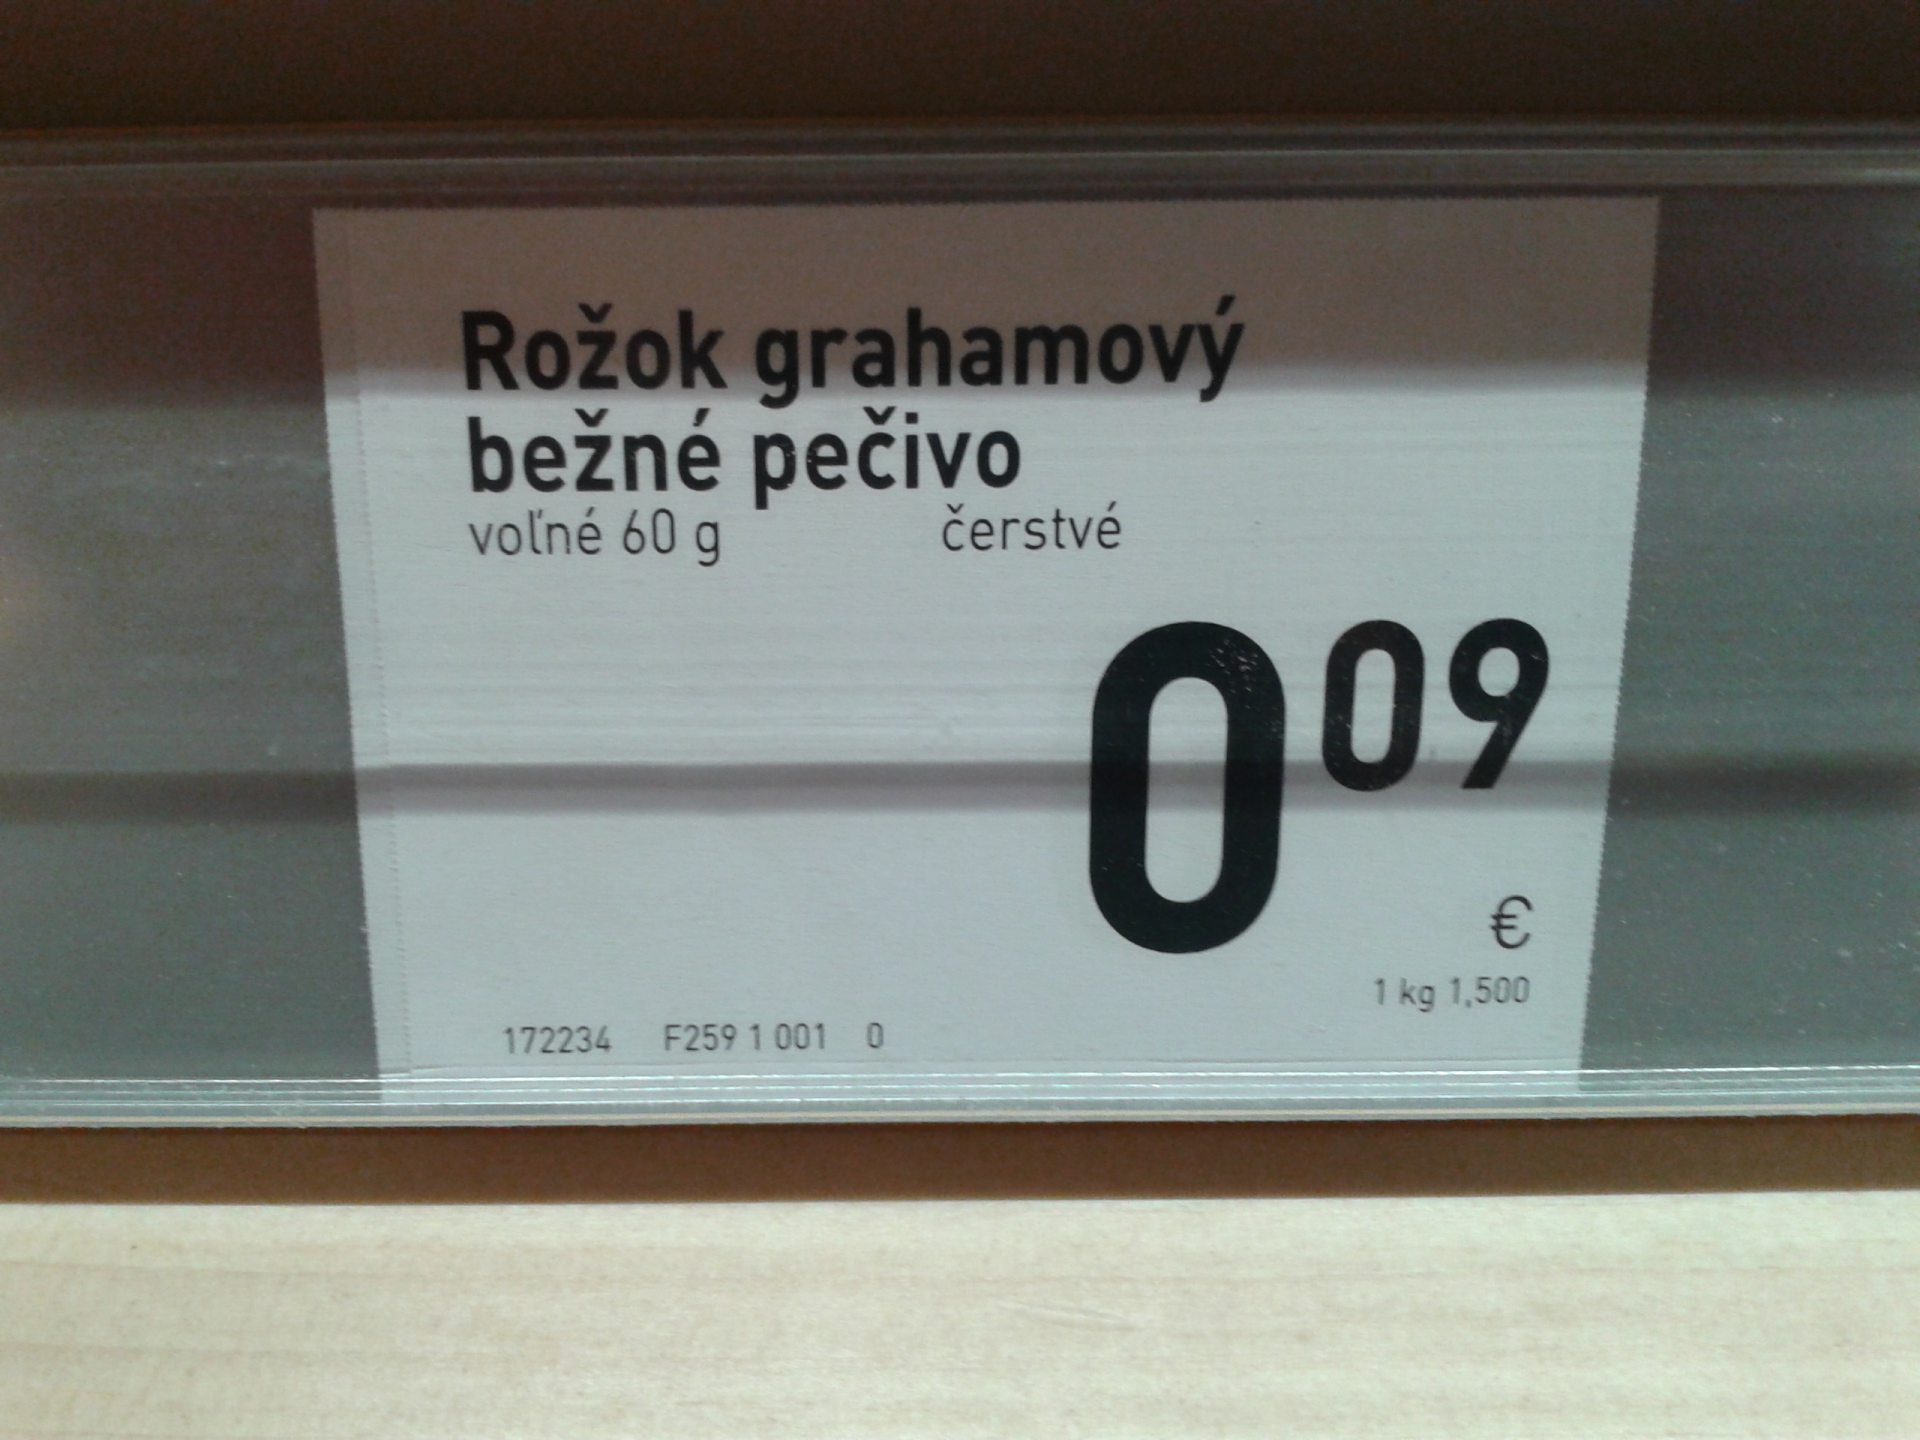 Rožok grahamový
bežné pečivo
voľné 60 g čerstvé
0 09
€
1 kg 1,500
172234 F259 1 001 0